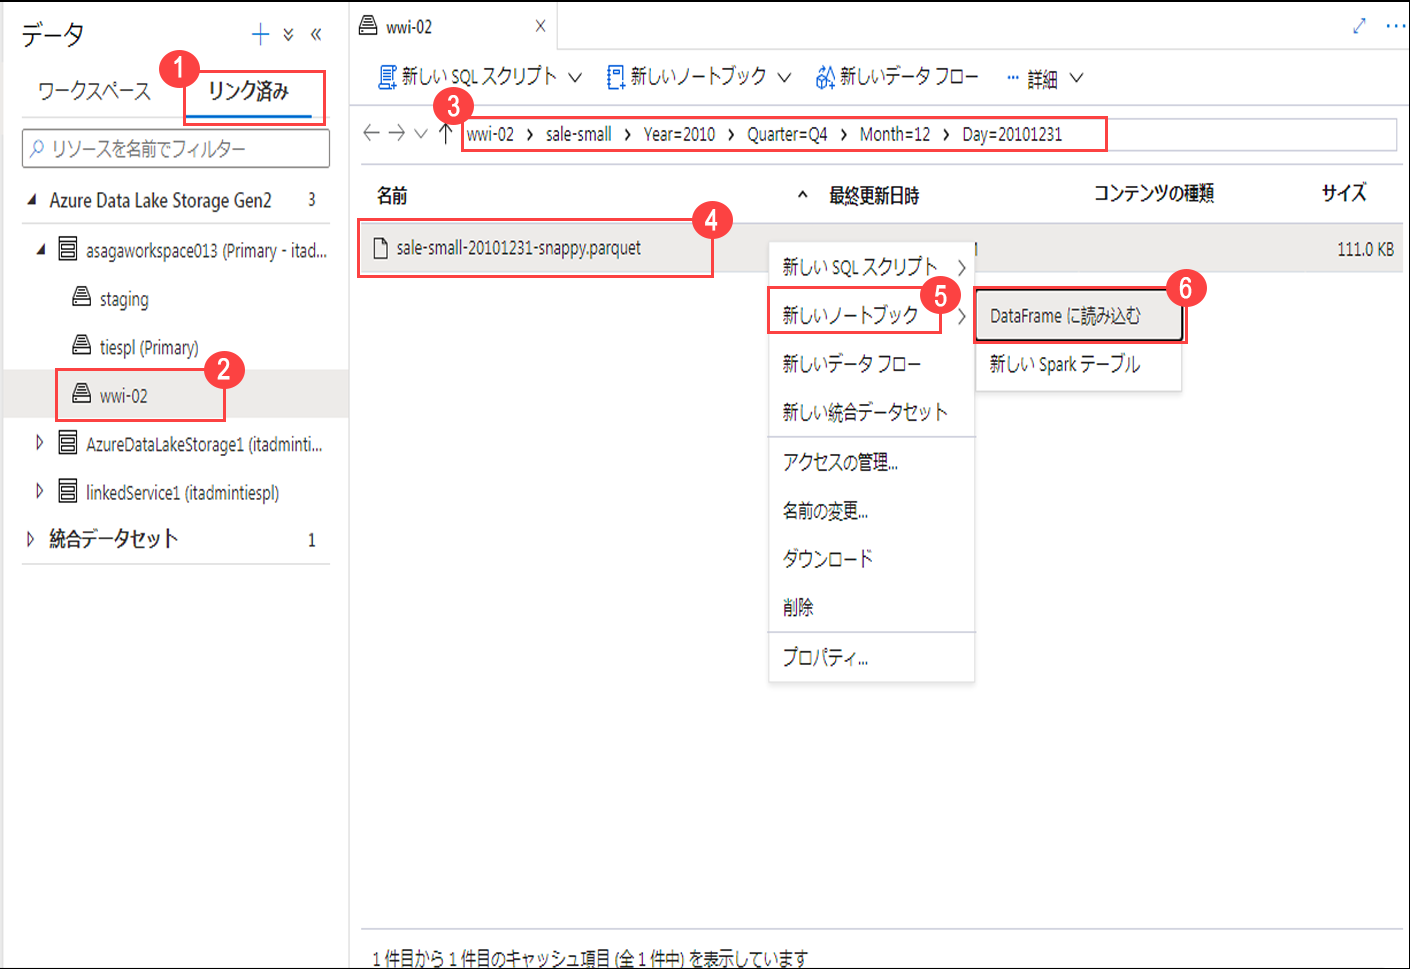 データ
ワークスペース
1
リンク済み
リソースを名前でフィルター
Azure Data Lake Storage Gen2 3
asagaworkspace013 (Primary - itad...
staging
tiespl (Primary)
2
wwi-02
AzureDataLakeStorage1 (itadminti...
linkedService1 (itadmintiespl)
統合データセット 1
wwi-02
新しい SQL スクリプト 新しいノートブック 新しいデータ フロー ... 詳細
3
wwi-02 > sale-small > Year=2010 > Quarter=Q4 > Month=12 > Day=20101231
名前 最終更新日時 コンテンツの種類 サイズ
4
sale-small-20101231-snappy.parquet 111.0 KB
新しい SQL スクリプト
5
新しいノートブック
6
DataFrame に読み込む
新しいデータ フロー
新しい Spark テーブル
新しい統合データセット
アクセスの管理...
名前の変更...
ダウンロード
削除
プロパティ...
1 件目から 1 件目のキャッシュ項目 (全 1 件中) を表示しています